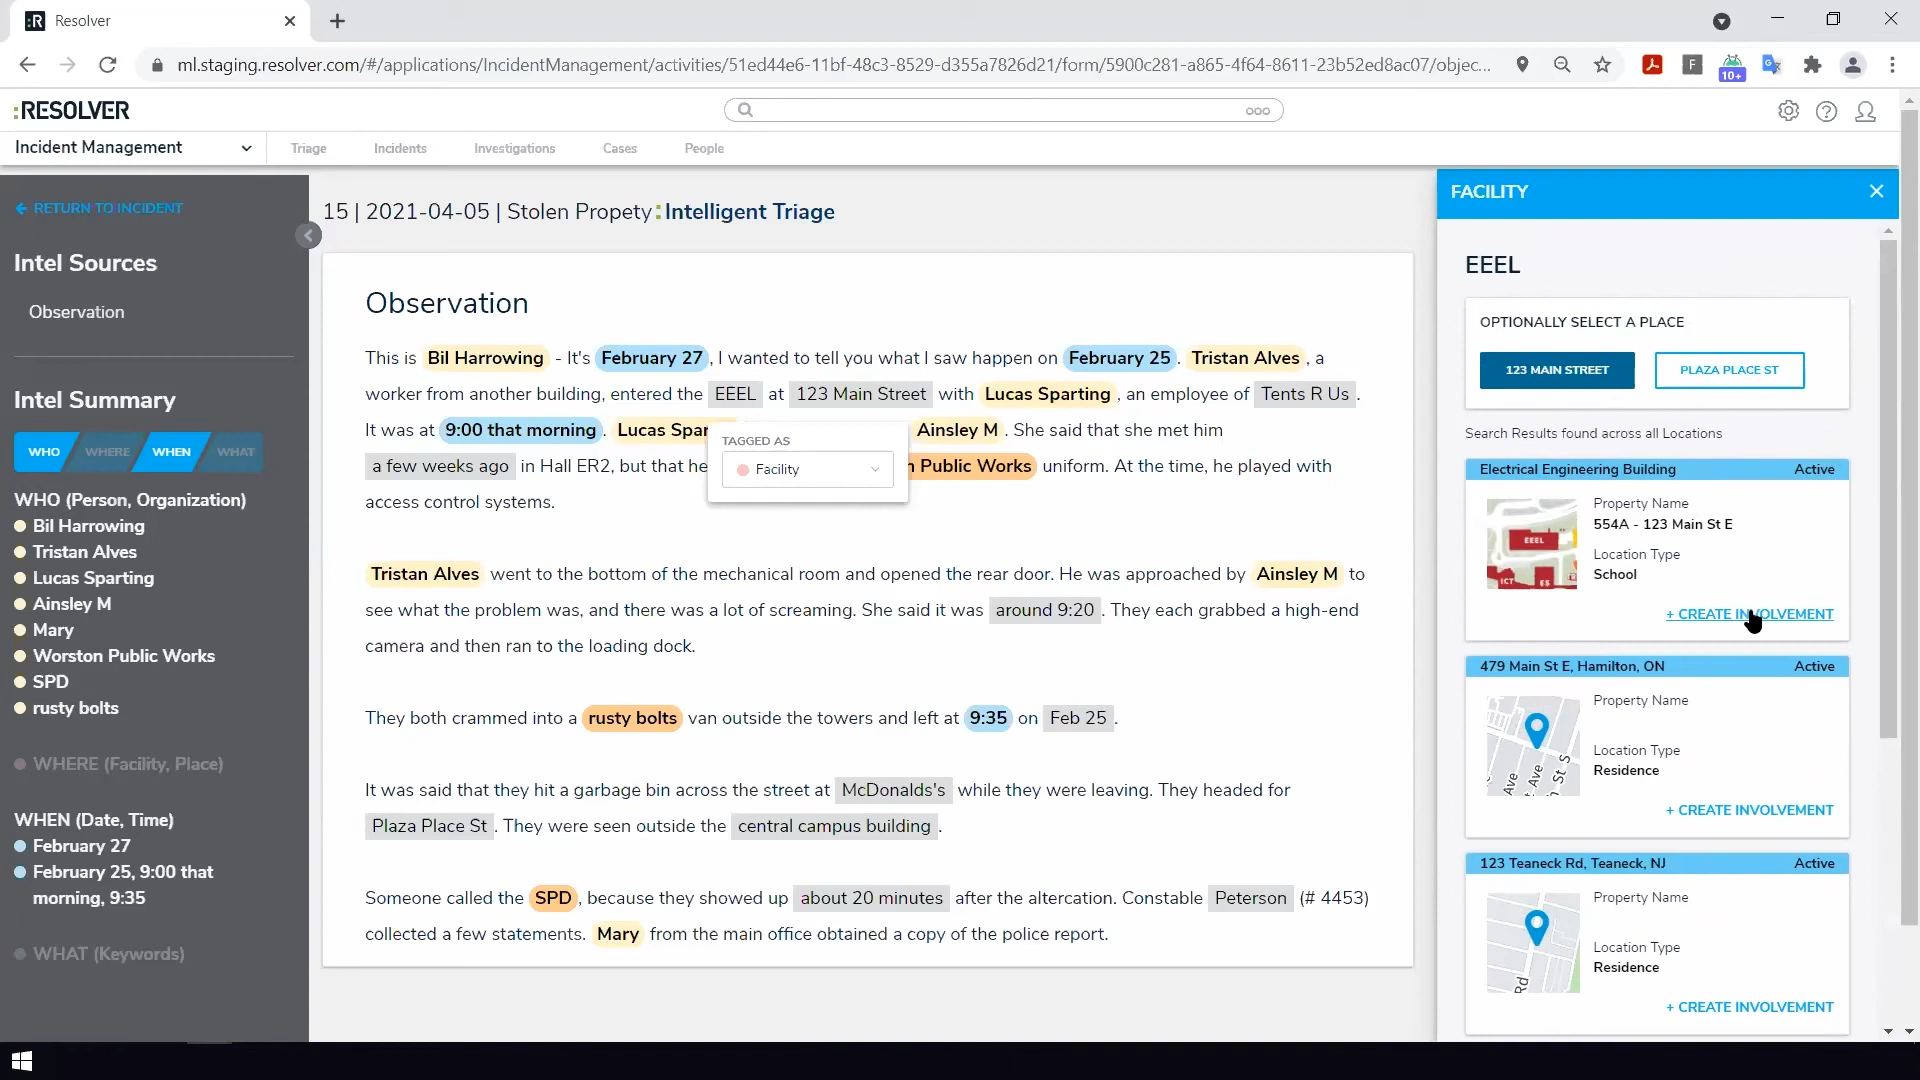 Resolver
ml.staging.resolver.com/#/applications/IncidentManagement/activities/51ed44e6-11bf-48c3-8529-d355a7826d21/form/5900c281-a865-4f64-8611-23b52ed8ac07/objec...
10+
:RESOLVER
Incident Management
Triage
Incidents
Investigations
Cases
People
RETURN TO INCIDENT
Intel Sources
Observation
Intel Summary
WHO WHERE WHEN WHAT
WHO (Person, Organization)
Bil Harrowing
Tristan Alves
Lucas Sparting
Ainsley M
Mary
Worston Public Works
SPD
rusty bolts
WHERE (Facility, Place)
WHEN (Date, Time)
February 27
February 25, 9:00 that
morning, 9:35
WHAT (Keywords)
15 | 2021-04-05 | Stolen Propety : Intelligent Triage
Observation
This is Bil Harrowing - It's February 27, I wanted to tell you what I saw happen on February 25. Tristan Alves, a
worker from another building, entered the EEEL at 123 Main Street with Lucas Sparting, an employee of Tents R Us.
It was at 9:00 that morning. Lucas Spar Ainsley M. She said that she met him
a few weeks ago in Hall ER2, but that he n Public Works uniform. At the time, he played with
access control systems.
TAGGED AS
Facility
Tristan Alves went to the bottom of the mechanical room and opened the rear door. He was approached by Ainsley M to
see what the problem was, and there was a lot of screaming. She said it was around 9:20. They each grabbed a high-end
camera and then ran to the loading dock.
They both crammed into a rusty bolts van outside the towers and left at 9:35 on Feb 25.
It was said that they hit a garbage bin across the street at McDonalds's while they were leaving. They headed for
Plaza Place St. They were seen outside the central campus building.
Someone called the SPD, because they showed up about 20 minutes after the altercation. Constable Peterson (# 4453)
collected a few statements. Mary from the main office obtained a copy of the police report.
FACILITY
EEEL
OPTIONALLY SELECT A PLACE
123 MAIN STREET
PLAZA PLACE ST
Search Results found across all Locations
Electrical Engineering Building Active
EEEL
ICT
ES
Property Name
554A - 123 Main St E
Location Type
School
+ CREATE INVOLVEMENT
479 Main St E, Hamilton, ON Active
Ave
Ave
St S
Property Name
Location Type
Residence
+ CREATE INVOLVEMENT
123 Teaneck Rd, Teaneck, NJ Active
Rd
Property Name
Location Type
Residence
+ CREATE INVOLVEMENT